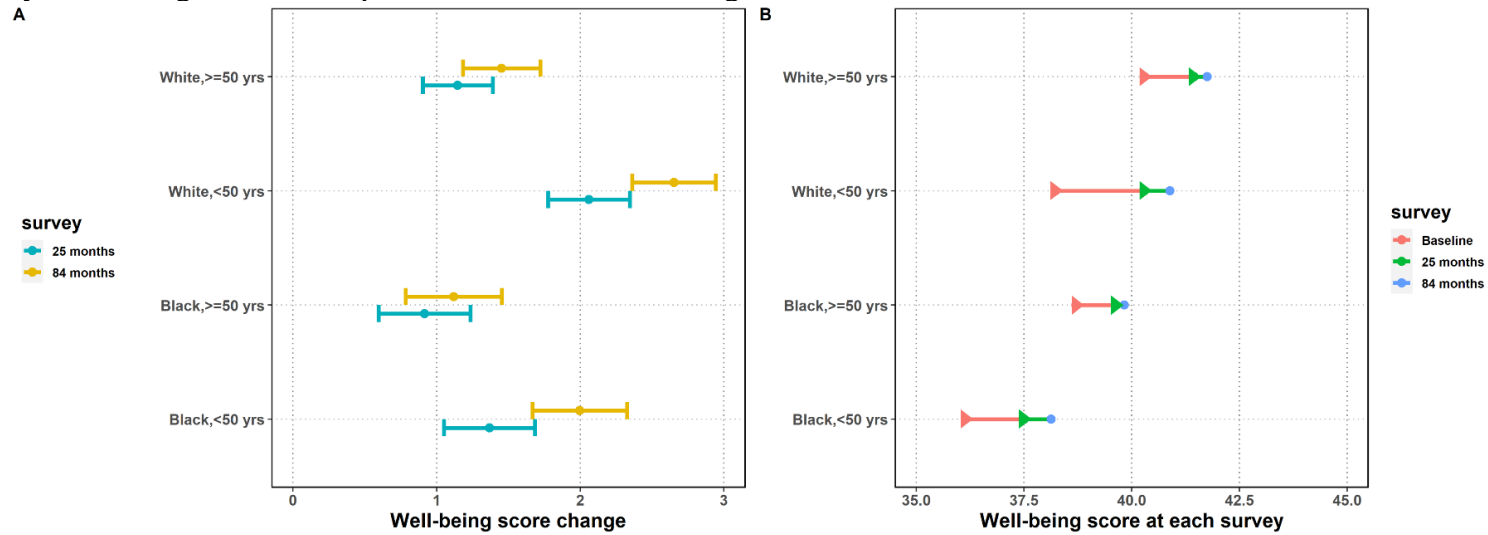 A
White,>=50 yrs
White,<50 yrs
Black,>=50 yrs
Black,<50 yrs
0 1 2 3
Well-being score change
survey
25 months
84 months
B
White,>=50 yrs
White,<50 yrs
Black,>=50 yrs
Black,<50 yrs
35.0 37.5 40.0 42.5 45.0
Well-being score at each survey
survey
Baseline
25 months
84 months